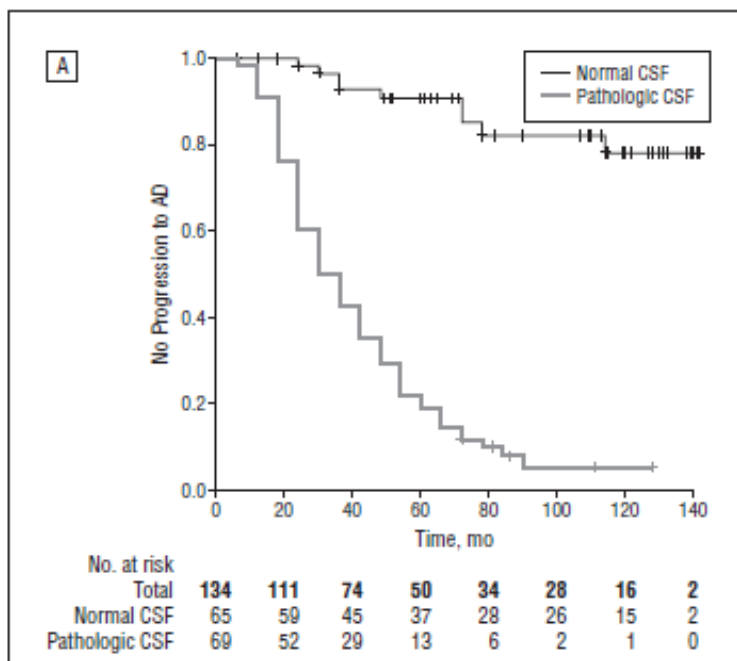 A
Normal CSF
Pathologic CSF
No Progression to AD
1.0
0.8
0.6
0.4
0.2
0.0
0 20 40 60 80 100 120 140
Time, mo
No. at risk
Total 134 111 74 50 34 28 16 2
Normal CSF 65 59 45 37 28 26 15 2
Pathologic CSF 69 52 29 13 6 2 1 0